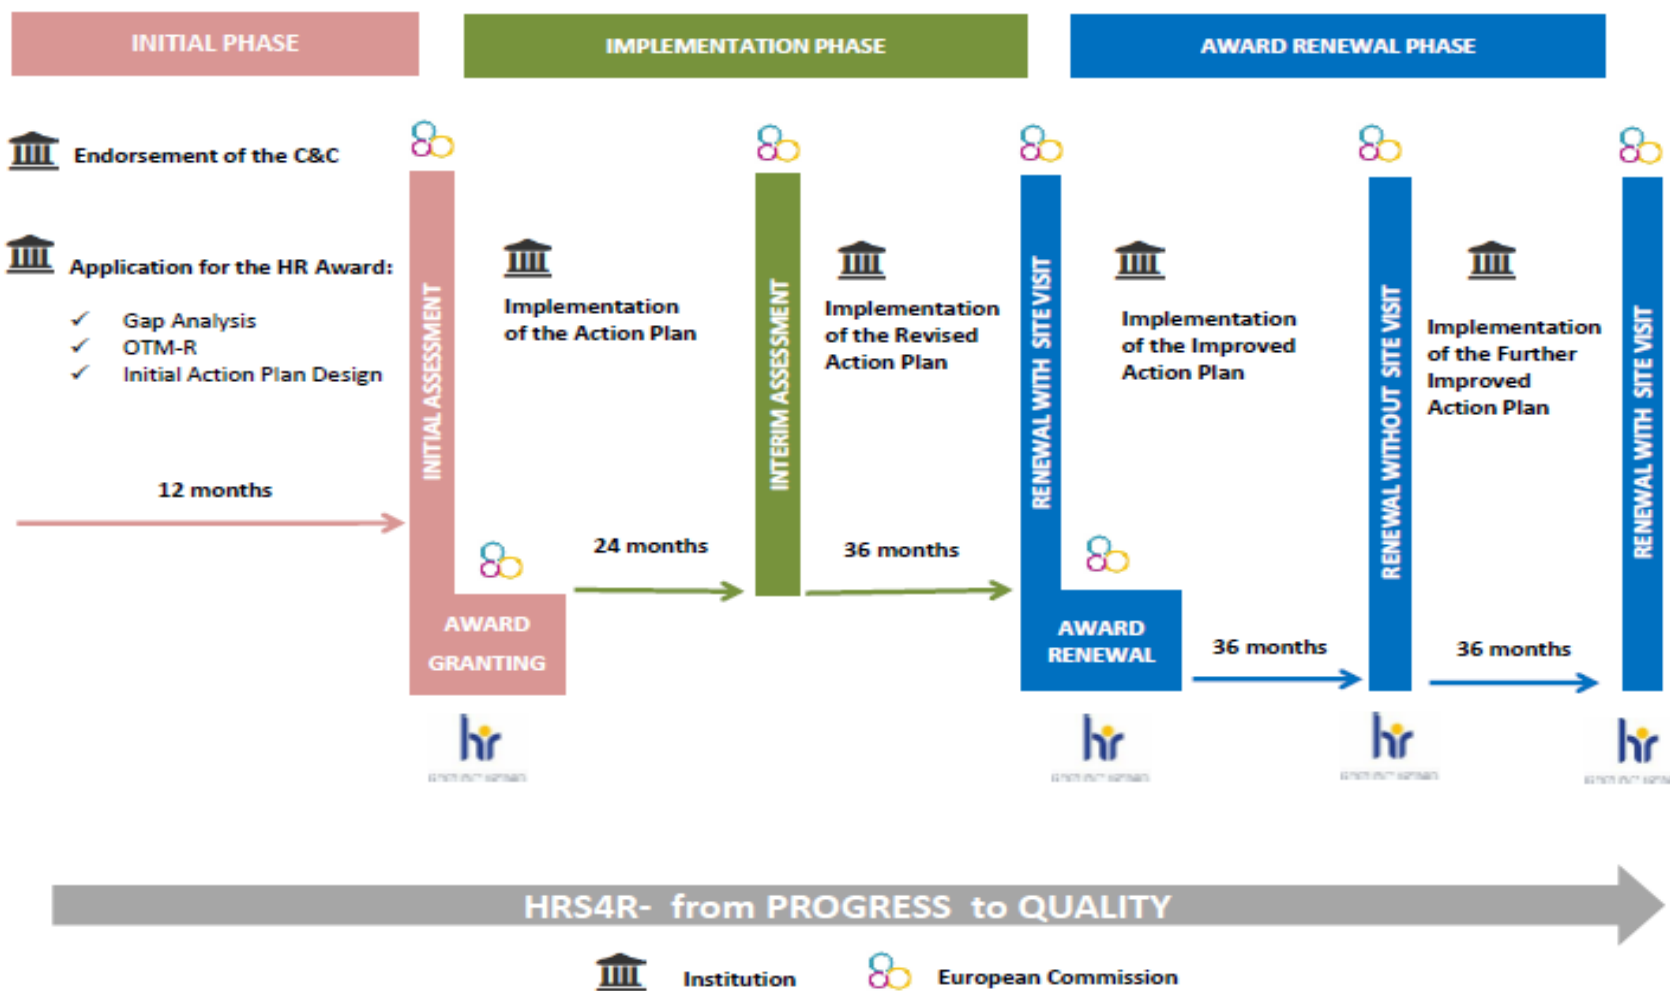 INITIAL PHASE
IMPLEMENTATION PHASE
AWARD RENEWAL PHASE
Endorsement of the C&C
Application for the HR Award:
✓ Gap Analysis
✓ OTM-R
✓ Initial Action Plan Design
12 months
INITIAL ASSESSMENT
AWARD
GRANTING
hr
Implementation
of the Action Plan
24 months
INTERIM ASSESSMENT
Implementation
of the Revised
Action Plan
36 months
RENEWAL WITH SITE VISIT
AWARD
RENEWAL
hr
Implementation
of the Improved
Action Plan
36 months
RENEWAL WITHOUT SITE VISIT
hr
Implementation
of the Further
Improved
Action Plan
36 months
RENEWAL WITH SITE VISIT
hr
HRS4R- from PROGRESS to QUALITY
Institution
European Commission